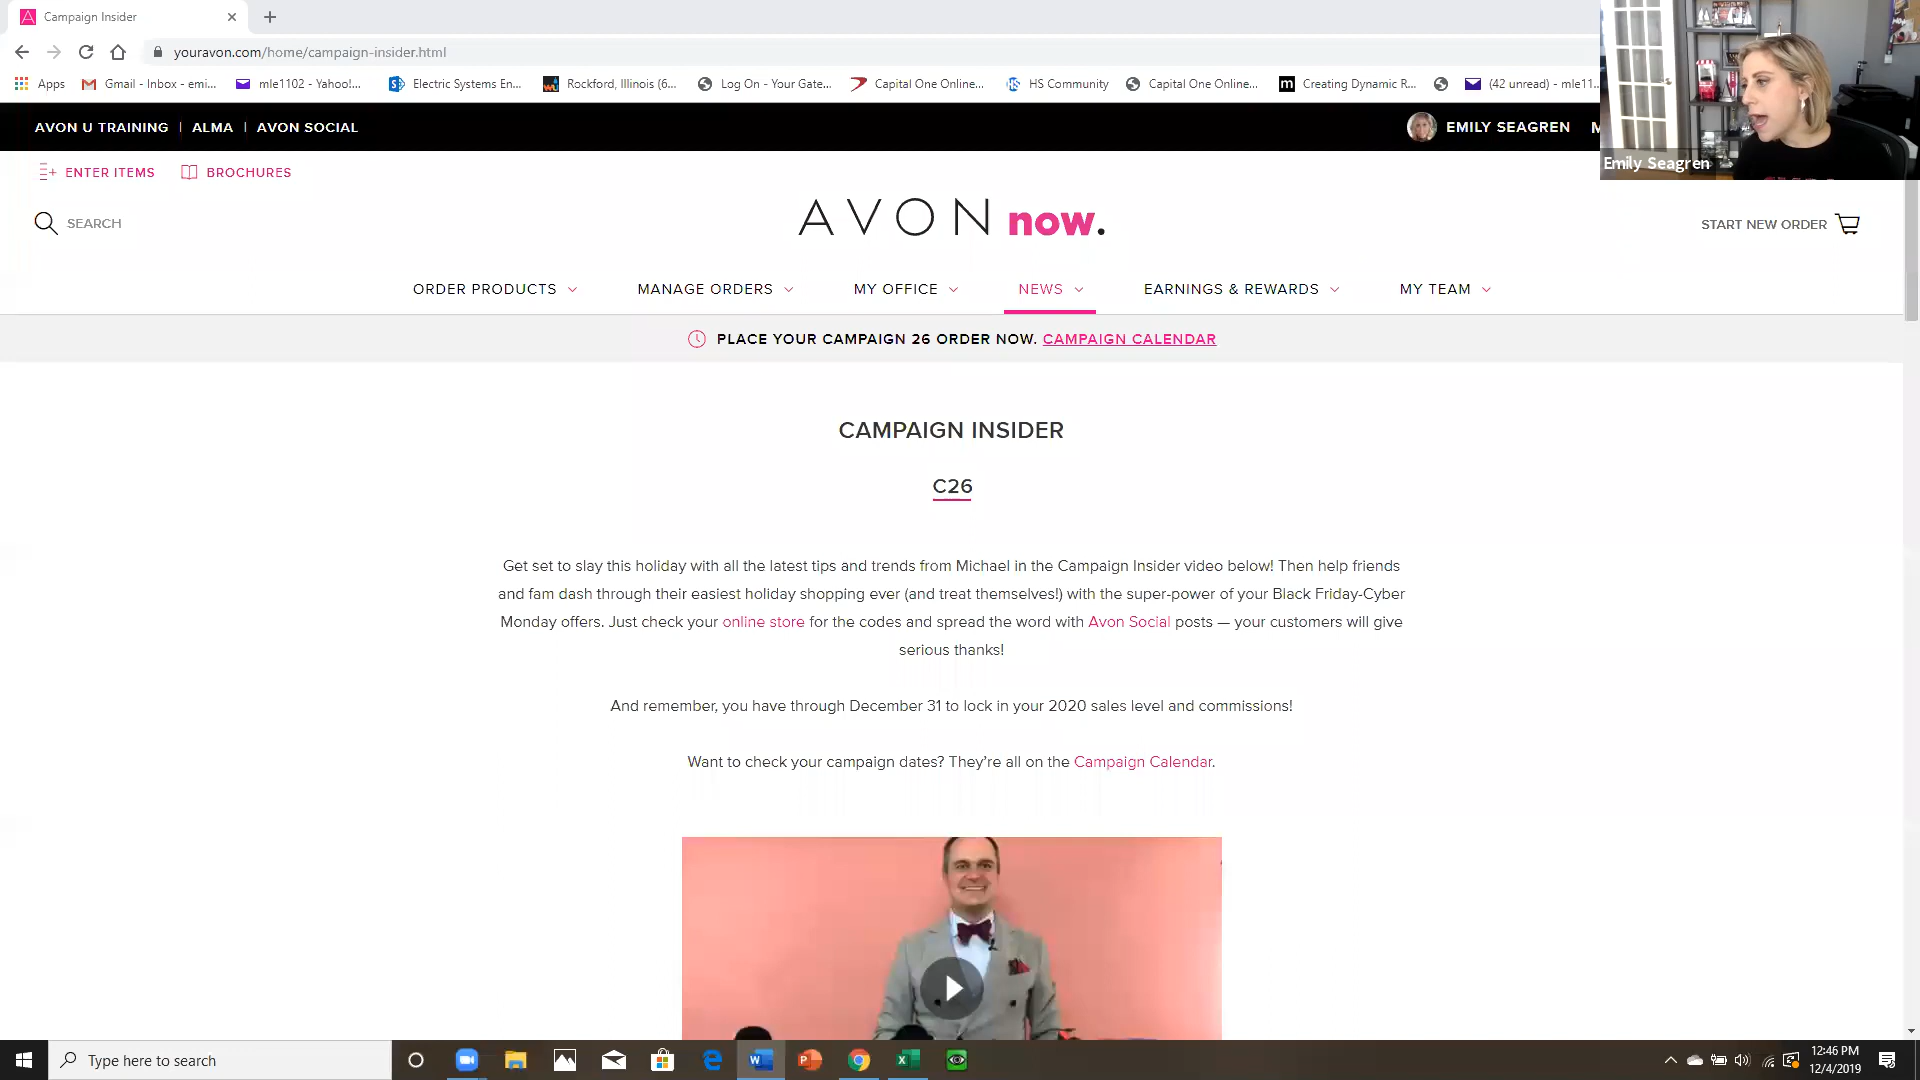 Campaign Insider
youravon.com/home/campaign-insider.html
Apps
Gmail - Inbox - emi...
mle1102 - Yahoo!...
Electric Systems En...
Rockford, Illinois (6...
Log On - Your Gate...
Capital One Online...
HS Community
Capital One Online...
Creating Dynamic R...
(42 unread) - mle11...
AVON U TRAINING | ALMA | AVON SOCIAL
EMILY SEAGREN
M
Emily Seagren
ENTER ITEMS
BROCHURES
SEARCH
AVON now.
START NEW ORDER
ORDER PRODUCTS
MANAGE ORDERS
MY OFFICE
NEWS
EARNINGS & REWARDS
MY TEAM
PLACE YOUR CAMPAIGN 26 ORDER NOW. CAMPAIGN CALENDAR
CAMPAIGN INSIDER
C26
Get set to slay this holiday with all the latest tips and trends from Michael in the Campaign Insider video below! Then help friends
and fam dash through their easiest holiday shopping ever (and treat themselves!) with the super-power of your Black Friday-Cyber
Monday offers. Just check your online store for the codes and spread the word with Avon Social posts — your customers will give
serious thanks!
And remember, you have through December 31 to lock in your 2020 sales level and commissions!
Want to check your campaign dates? They're all on the Campaign Calendar.
Type here to search
12:46 PM
12/4/2019